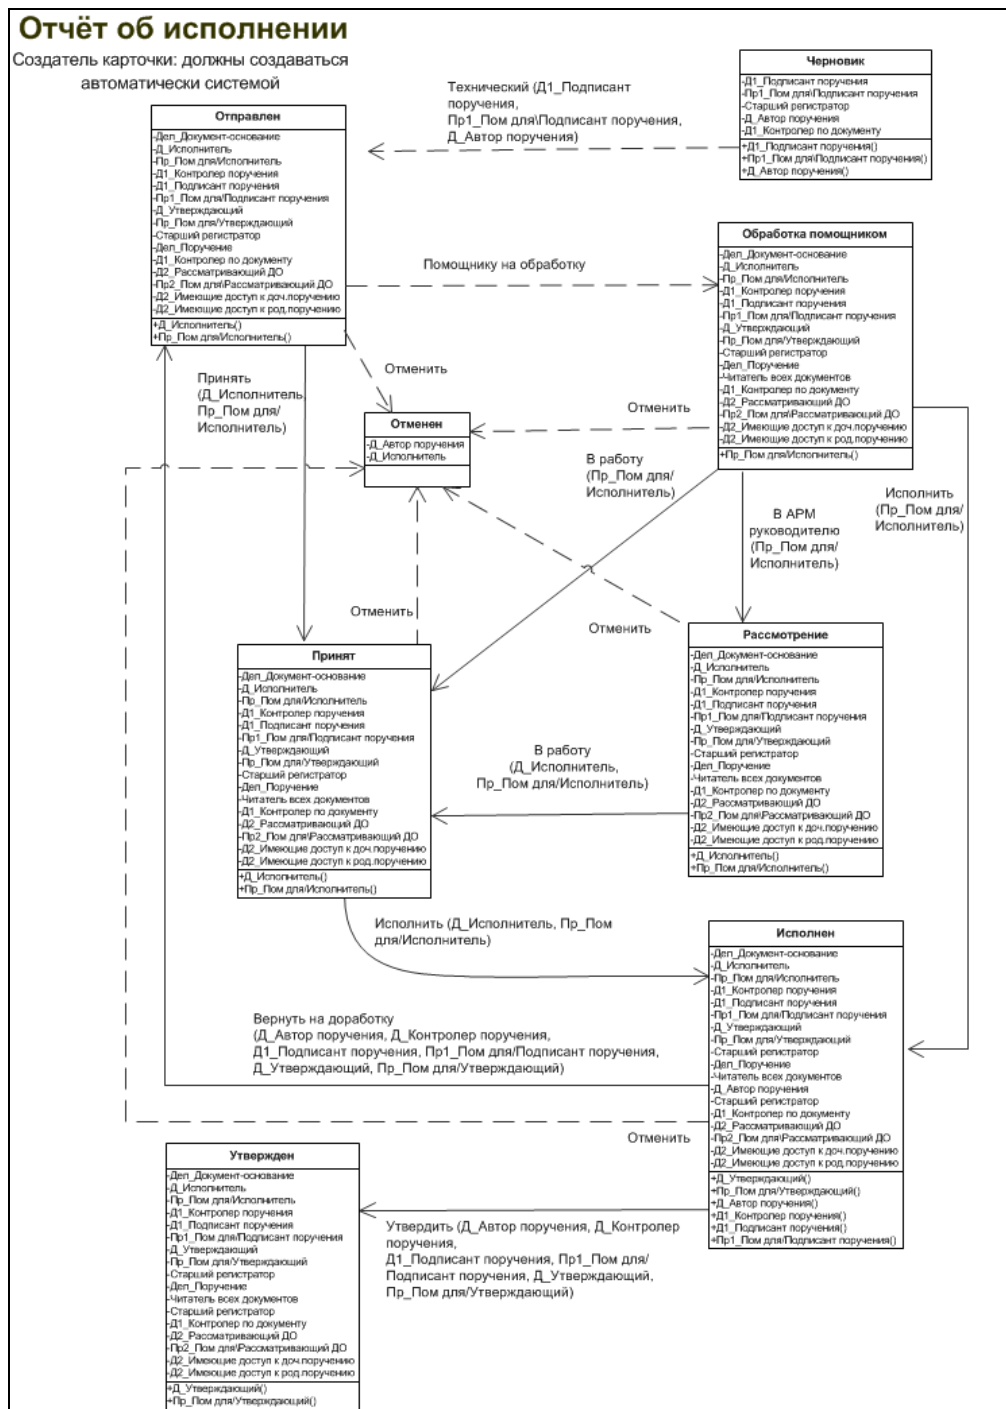 Отчёт об исполнении
Создатель карточки: должны создаваться
автоматически системой
Отправлен
-Деп_Документ-основание
-Д_Исполнитель
-Пр_Пом для/Исполнитель
-Д1_Контролер поручения
-Д1_Подписант поручения
-Пр1_Пом для/Подписант поручения
-Д_Утверждающий
-Пр_Пом для/Утверждающий
-Старший регистратор
-Деп_Поручение
-Д1_Контролер по документу
-Д2_Рассматривающий ДО
-Пр2_Пом для\Рассматривающий ДО
-Д2_Имеющие доступ к доч.поручению
-Д2_Имеющие доступ к род.поручению
+Д_Исполнитель()
+Пр_Пом для/Исполнитель()
Технический (Д1_Подписант
поручения,
Пр1_Пом для\Подписант поручения,
Д_Автор поручения)
Черновик
-Д1_Подписант поручения
-Пр1_Пом для\Подписант поручения
-Старший регистратор
-Д_Автор поручения
-Д1_Контролер по документу
+Д1_Подписант поручения()
+Пр1_Пом для\Подписант поручения()
+Д_Автор поручения()
Помощнику на обработку
Обработка помощником
-Деп_Документ-основание
-Д_Исполнитель
-Пр_Пом для/Исполнитель
-Д1_Контролер поручения
-Д1_Подписант поручения
-Пр1_Пом для/Подписант поручения
-Д_Утверждающий
-Пр_Пом для/Утверждающий
-Старший регистратор
-Деп_Поручение
-Читатель всех документов
-Д1_Контролер по документу
-Д2_Рассматривающий ДО
-Пр2_Пом для\Рассматривающий ДО
-Д2_Имеющие доступ к доч.поручению
-Д2_Имеющие доступ к род.поручению
+Пр_Пом для/Исполнитель()
Принять
(Д_Исполнитель,
Пр_Пом для/
Исполнитель)
Отменить
Отменен
-Д_Автор поручения
-Д_Исполнитель
Отменить
В работу
(Пр_Пом для/
Исполнитель)
В АРМ
руководителю
(Пр_Пом для/
Исполнитель)
Исполнить
(Пр_Пом для/
Исполнитель)
Отменить
Отменить
Принят
-Деп_Документ-основание
-Д_Исполнитель
-Пр_Пом для/Исполнитель
-Д1_Контролер поручения
-Д1_Подписант поручения
-Пр1_Пом для/Подписант поручения
-Д_Утверждающий
-Пр_Пом для/Утверждающий
-Старший регистратор
-Деп_Поручение
-Читатель всех документов
-Д1_Контролер по документу
-Д2_Рассматривающий ДО
-Пр2_Пом для\Рассматривающий ДО
-Д2_Имеющие доступ к доч.поручению
-Д2_Имеющие доступ к род.поручению
+Д_Исполнитель()
+Пр_Пом для/Исполнитель()
В работу
(Д_Исполнитель,
Пр_Пом для/Исполнитель)
Рассмотрение
-Деп_Документ-основание
-Д_Исполнитель
-Пр_Пом для/Исполнитель
-Д1_Контролер поручения
-Д1_Подписант поручения
-Пр1_Пом для/Подписант поручения
-Д_Утверждающий
-Пр_Пом для/Утверждающий
-Старший регистратор
-Деп_Поручение
-Читатель всех документов
-Д1_Контролер по документу
-Д2_Рассматривающий ДО
-Пр2_Пом для\Рассматривающий ДО
-Д2_Имеющие доступ к доч.поручению
-Д2_Имеющие доступ к род.поручению
+Д_Исполнитель()
+Пр_Пом для/Исполнитель()
Исполнить (Д_Исполнитель, Пр_Пом
для/Исполнитель)
Исполнен
-Деп_Документ-основание
-Д_Исполнитель
-Пр_Пом для/Исполнитель
-Д1_Контролер поручения
-Д1_Подписант поручения
-Пр1_Пом для/Подписант поручения
-Д_Утверждающий
-Пр_Пом для/Утверждающий
-Старший регистратор
-Деп_Поручение
-Читатель всех документов
-Д_Автор поручения
-Старший регистратор
-Д1_Контролер по документу
-Д2_Рассматривающий ДО
-Пр2_Пом для\Рассматривающий ДО
-Д2_Имеющие доступ к доч.поручению
-Д2_Имеющие доступ к род.поручению
+Д_Утверждающий()
+Пр_Пом для/Утверждающий()
+Д_Автор поручения()
+Д1_Контролер поручения()
+Д1_Подписант поручения()
+Пр1_Пом для/Подписант поручения()
Вернуть на доработку
(Д_Автор поручения, Д_Контролер поручения,
Д1_Подписант поручения, Пр1_Пом для/Подписант поручения,
Д_Утверждающий, Пр_Пом для/Утверждающий)
Отменить
Утвердить (Д_Автор поручения, Д_Контролер
поручения,
Д1_Подписант поручения, Пр1_Пом для/
Подписант поручения, Д_Утверждающий,
Пр_Пом для/Утверждающий)
Утвержден
-Деп_Документ-основание
-Д_Исполнитель
-Пр_Пом для/Исполнитель
-Д1_Контролер поручения
-Д1_Подписант поручения
-Пр1_Пом для/Подписант поручения
-Д_Утверждающий
-Пр_Пом для/Утверждающий
-Старший регистратор
-Деп_Поручение
-Читатель всех документов
-Старший регистратор
-Д1_Контролер по документу
-Д2_Рассматривающий ДО
-Пр2_Пом для\Рассматривающий ДО
-Д2_Имеющие доступ к доч.поручению
-Д2_Имеющие доступ к род.поручению
+Д_Утверждающий()
+Пр_Пом для/Утверждающий()